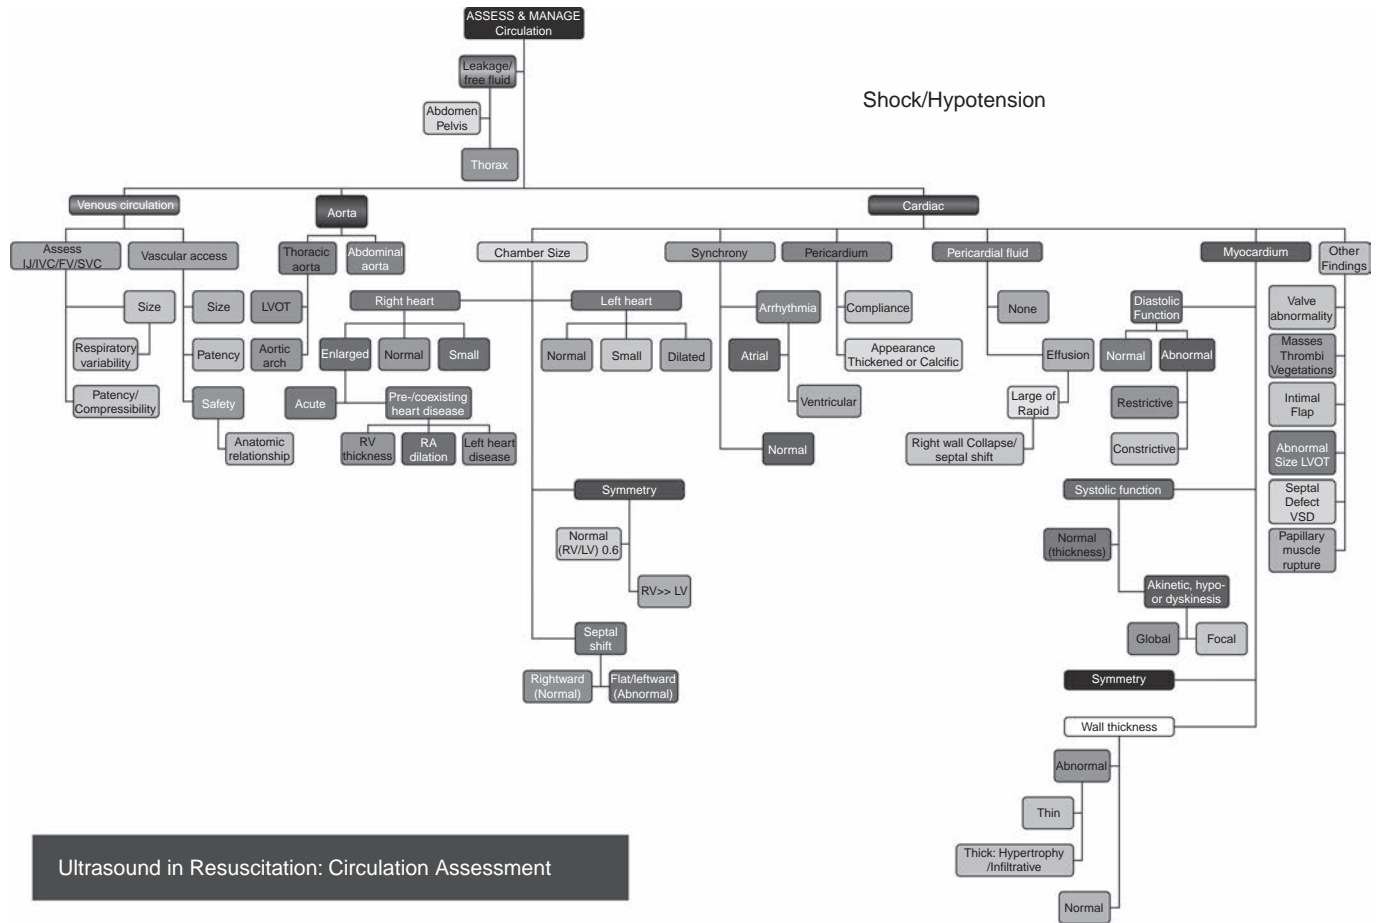 ASSESS & MANAGE
Circulation
Leakage/
free fluid
Shock/Hypotension
Abdomen
Pelvis
Thorax
Venous circulation
Aorta
Cardiac
Assess
IJ/IVC/FV/SVC
Vascular access
Thoracic
aorta
Abdominal
aorta
Chamber Size
Synchrony
Pericardium
Pericardial fluid
Myocardium
Other
Findings
Size
Respiratory
variability
Patency/
Compressibility
Size
Patency
Safety
Anatomic
relationship
LVOT
Aortic
arch
Right heart
Enlarged
Normal
Small
Acute
Pre-/coexisting
heart disease
RV
thickness
RA
dilation
Left heart
disease
Left heart
Normal
Small
Dilated
Symmetry
Normal
(RV/LV) 0.6
RV>> LV
Septal
shift
Rightward
(Normal)
Flat/leftward
(Abnormal)
Arrhythmia
Atrial
Ventricular
Normal
Compliance
Appearance
Thickened or Calcific
None
Effusion
Large of
Rapid
Right wall Collapse/
septal shift
Diastolic
Function
Normal
Abnormal
Restrictive
Constrictive
Systolic function
Normal
(thickness)
Akinetic, hypo-
or dyskinesis
Global
Focal
Symmetry
Wall thickness
Abnormal
Thin
Thick: Hypertrophy
/Infiltrative
Normal
Valve
abnormality
Masses
Thrombi
Vegetations
Intimal
Flap
Abnormal
Size LVOT
Septal
Defect
VSD
Papillary
muscle
rupture
Ultrasound in Resuscitation: Circulation Assessment